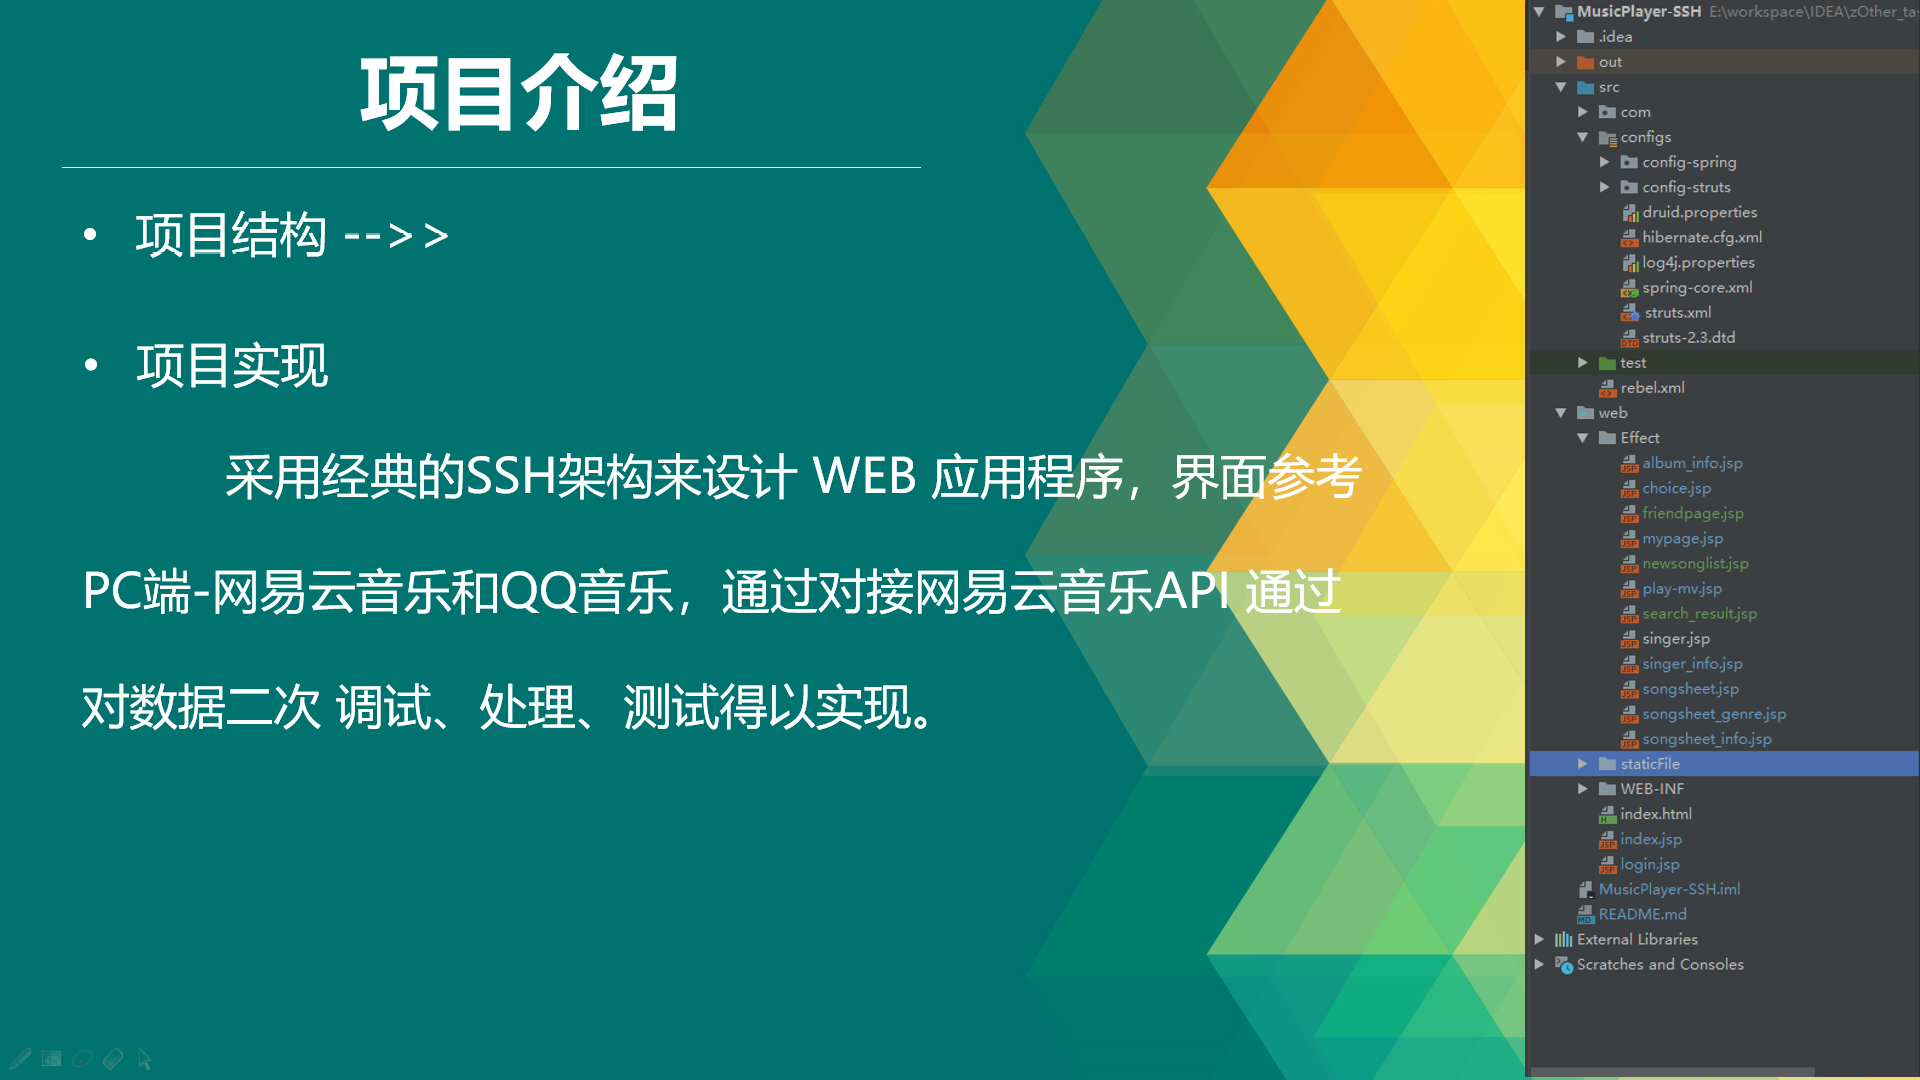 项目介绍
• 项目结构 -->>
• 项目实现
采用经典的SSH架构来设计 WEB 应用程序，界面参考
PC端-网易云音乐和QQ音乐，通过对接网易云音乐API 通过
对数据二次 调试、处理、测试得以实现。
MusicPlayer-SSH E:\workspace\IDEA\zOther_ta
.idea
out
src
com
configs
config-spring
config-struts
druid.properties
hibernate.cfg.xml
log4j.properties
spring-core.xml
struts.xml
struts-2.3.dtd
test
rebel.xml
web
Effect
album_info.jsp
choice.jsp
friendpage.jsp
mypage.jsp
newsonglist.jsp
play-mv.jsp
search_result.jsp
singer.jsp
singer_info.jsp
songsheet.jsp
songsheet_genre.jsp
songsheet_info.jsp
staticFile
WEB-INF
index.html
index.jsp
login.jsp
MusicPlayer-SSH.iml
README.md
External Libraries
Scratches and Consoles